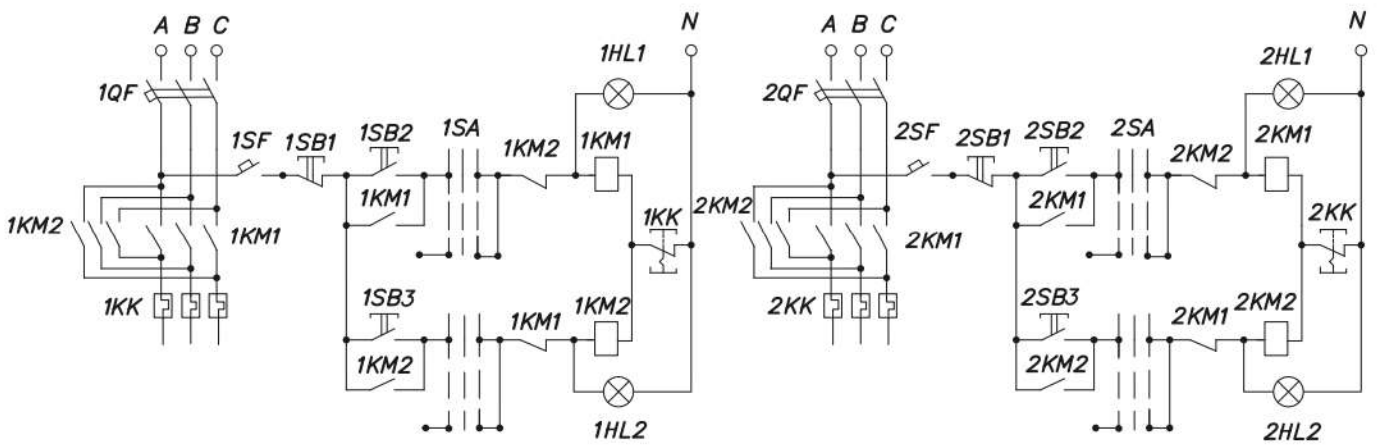 A B C N A B C N
1HL1 2HL1
1QF 2QF
1SF 1SB1 1SB2 1SA 1KM2 1KM1 2SF 2SB1 2SB2 2SA 2KM2 2KM1
1KM2 1KM1 1KM1 1KK 2KM2 2KM1 2KM1 2KK
1KK 1SB3 1KM1 1KM2 2KK 2SB3 2KM1 2KM2
1KM2 2KM2
1HL2 2HL2